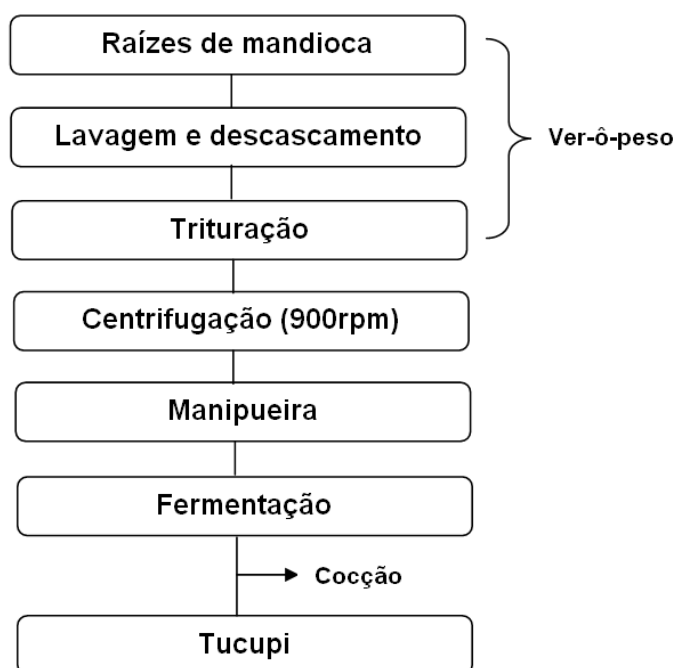 Raízes de mandioca
Lavagem e descascamento
Ver-ô-peso
Trituração
Centrifugação (900rpm)
Manipueira
Fermentação
Cocção
Tucupi